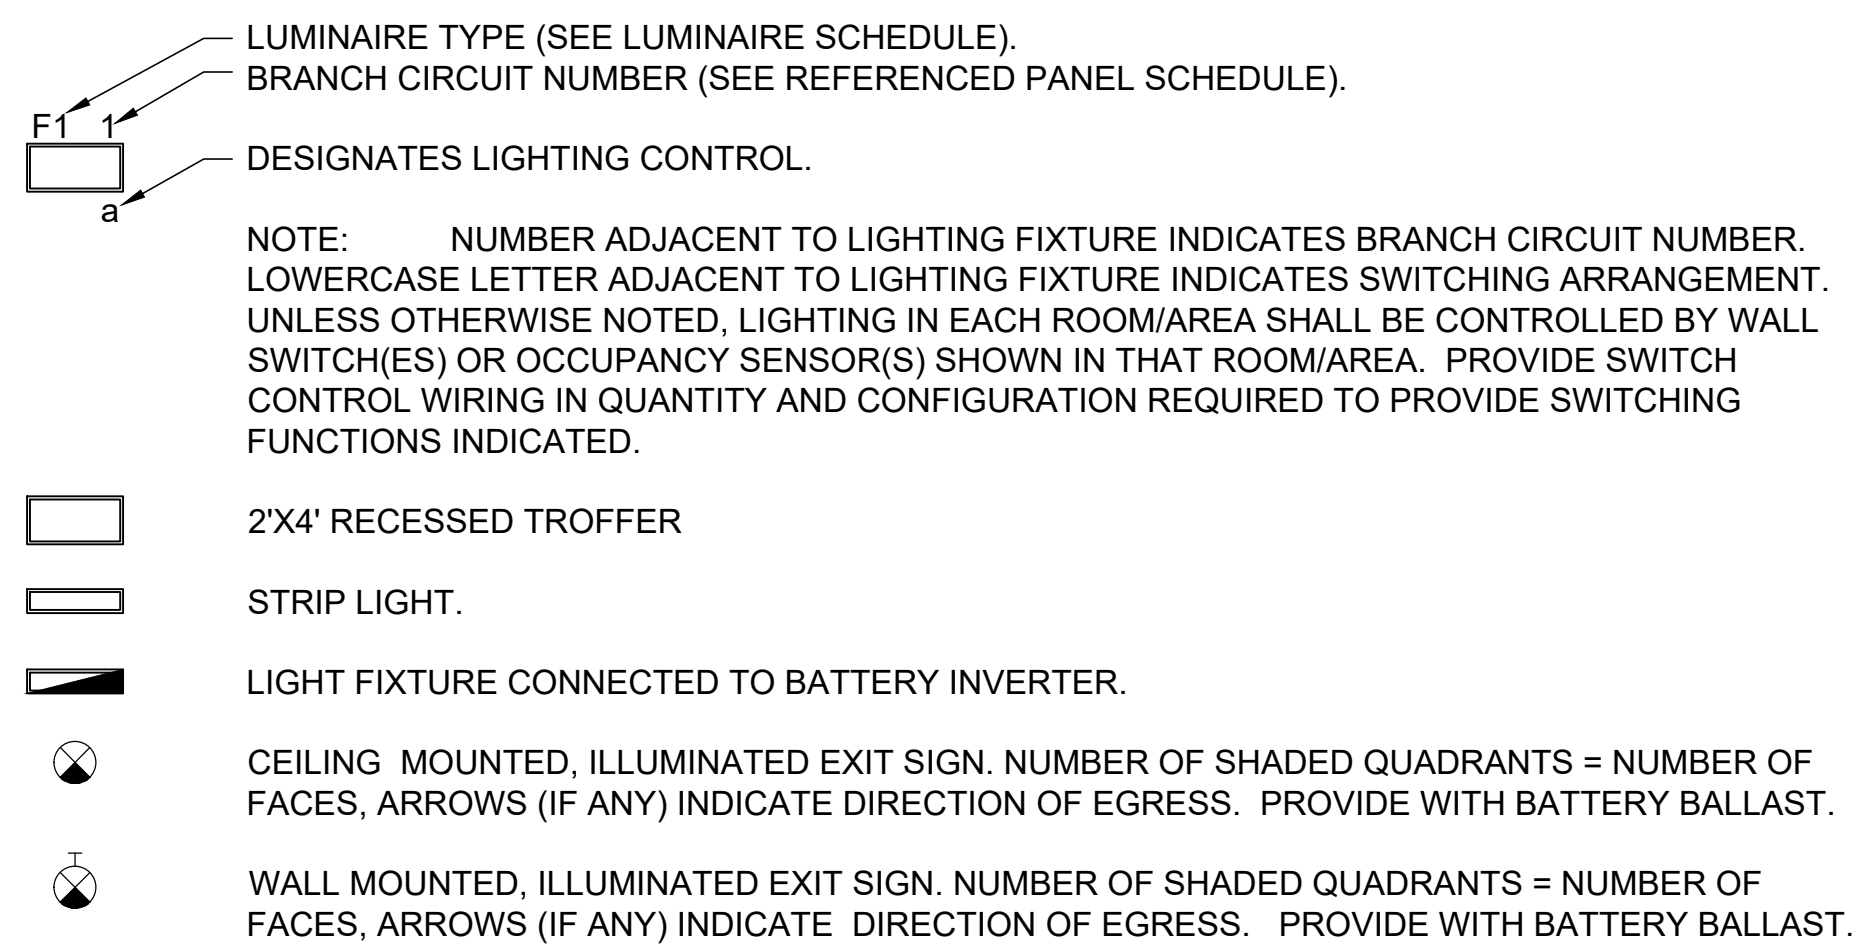 LUMINAIRE TYPE (SEE LUMINAIRE SCHEDULE).
BRANCH CIRCUIT NUMBER (SEE REFERENCED PANEL SCHEDULE).
F1 1
DESIGNATES LIGHTING CONTROL.
a
NOTE: NUMBER ADJACENT TO LIGHTING FIXTURE INDICATES BRANCH CIRCUIT NUMBER.
LOWERCASE LETTER ADJACENT TO LIGHTING FIXTURE INDICATES SWITCHING ARRANGEMENT.
UNLESS OTHERWISE NOTED, LIGHTING IN EACH ROOM/AREA SHALL BE CONTROLLED BY WALL
SWITCH(ES) OR OCCUPANCY SENSOR(S) SHOWN IN THAT ROOM/AREA. PROVIDE SWITCH
CONTROL WIRING IN QUANTITY AND CONFIGURATION REQUIRED TO PROVIDE SWITCHING
FUNCTIONS INDICATED.
2'X4' RECESSED TROFFER
STRIP LIGHT.
LIGHT FIXTURE CONNECTED TO BATTERY INVERTER.
CEILING MOUNTED, ILLUMINATED EXIT SIGN. NUMBER OF SHADED QUADRANTS = NUMBER OF
FACES, ARROWS (IF ANY) INDICATE DIRECTION OF EGRESS. PROVIDE WITH BATTERY BALLAST.
WALL MOUNTED, ILLUMINATED EXIT SIGN. NUMBER OF SHADED QUADRANTS = NUMBER OF
FACES, ARROWS (IF ANY) INDICATE DIRECTION OF EGRESS. PROVIDE WITH BATTERY BALLAST.